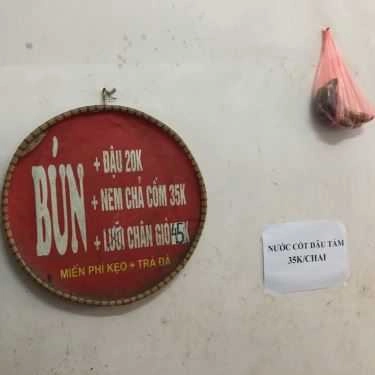 BÚN
+ ĐẬU 20K
+ NEM CHẢ CỐM 35K
+ LƯỠI CHÂN GIÒ 45K
MIỄN PHÍ KẸO + TRÀ ĐÁ
NƯỚC CỐT DÂU TẰM
35K/CHAI